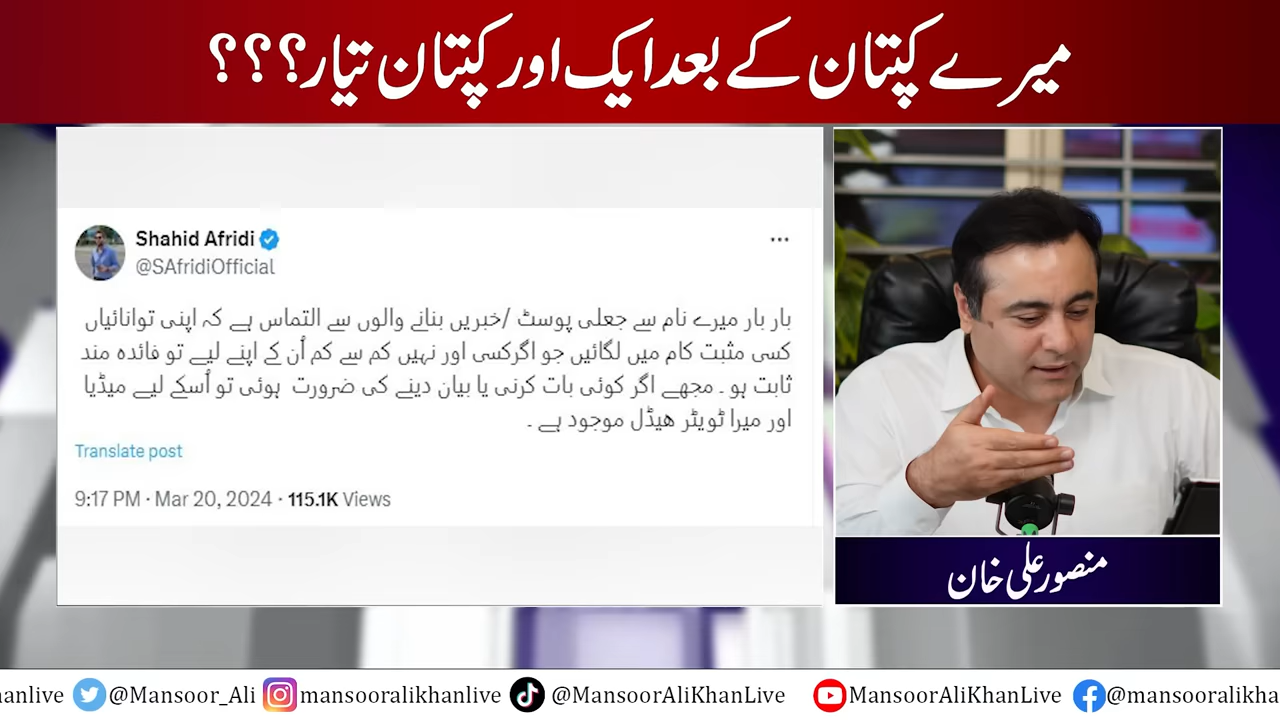 میرے کپتان کے بعد ایک اور کپتان تیار؟؟؟
Shahid Afridi
@SAfridiOfficial
بار بار میرے نام سے جعلی پوسٹ /خبریں بنانے والوں سے التماس ہے کہ اپنی توانائیاں
کسی مثبت کام میں لگائیں جو اگرکسی اور نہیں کم سے کم اُن کے اپنے لیے تو فائدہ مند
ثابت ہو ۔ مجھے اگر کوئی بات کرنی یا بیان دینے کی ضرورت ہوئی تو اُسکے لیے میڈیا
اور میرا ٹویٹر ھیڈل موجود ہے ۔
Translate post
9:17 PM · Mar 20, 2024 · 115.1K Views
منصور علی خان
anlive @Mansoor_Ali mansooralikhanlive @MansoorAliKhanLive MansoorAliKhanLive @mansooralikha